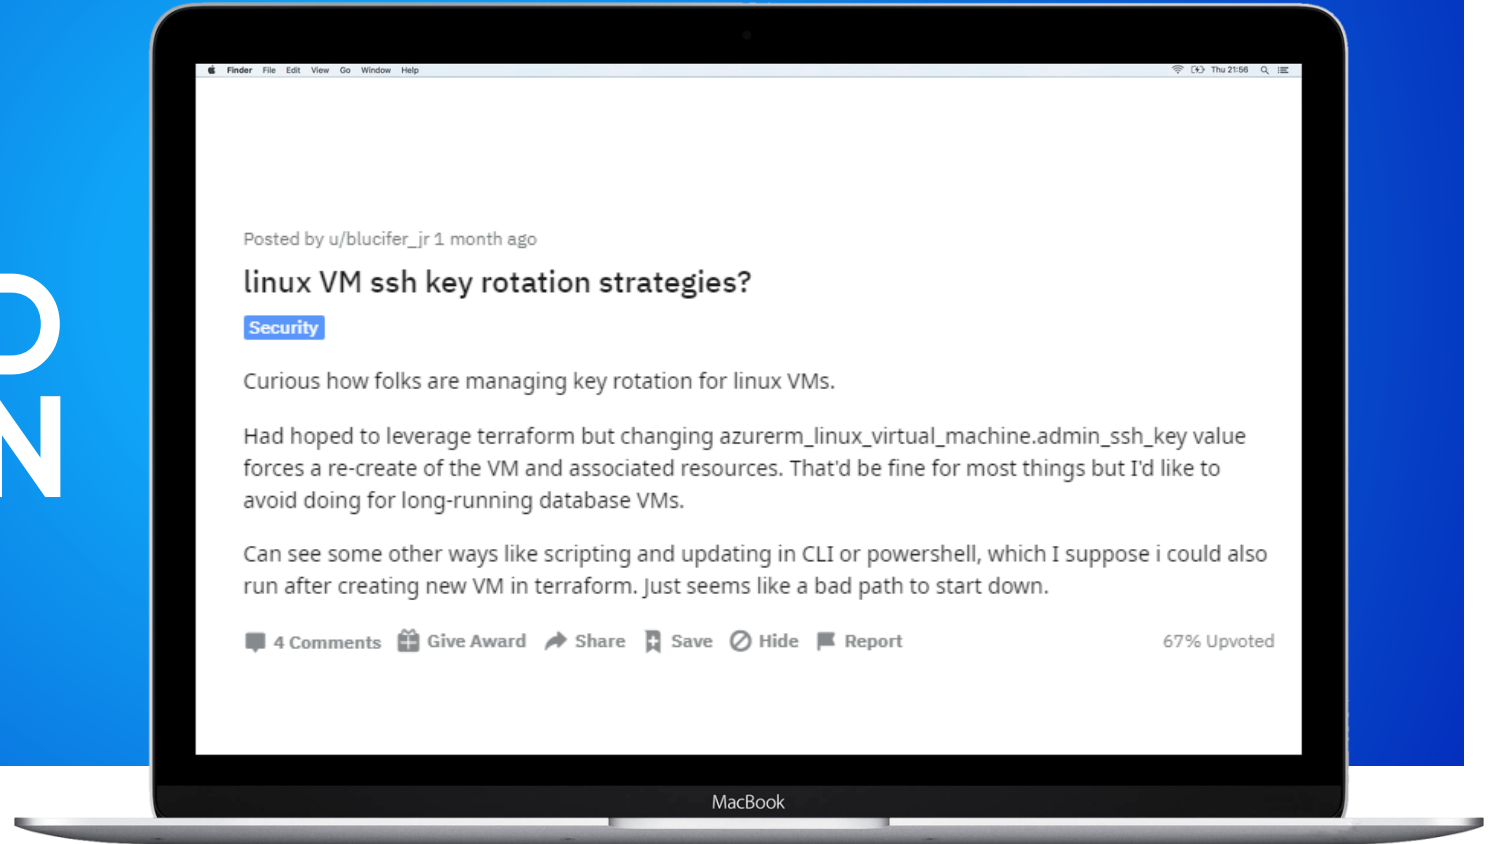 Finder File Edit View Go Window Help Thu 21:56
Posted by u/blucifer_jr 1 month ago
linux VM ssh key rotation strategies?
Security
Curious how folks are managing key rotation for linux VMs.
Had hoped to leverage terraform but changing azurerm_linux_virtual_machine.admin_ssh_key value
forces a re-create of the VM and associated resources. That'd be fine for most things but I'd like to
avoid doing for long-running database VMs.
Can see some other ways like scripting and updating in CLI or powershell, which I suppose i could also
run after creating new VM in terraform. Just seems like a bad path to start down.
4 Comments Give Award Share Save Hide Report 67% Upvoted
D
N
MacBook